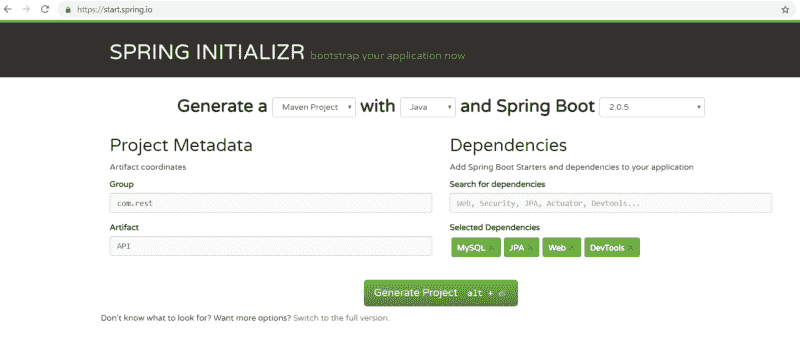 https://start.spring.io
SPRING INITIALIZR bootstrap your application now
Generate a Maven Project with Java and Spring Boot 2.0.5
Project Metadata
Artifact coordinates
Group
com.rest
Artifact
API
Dependencies
Add Spring Boot Starters and dependencies to your application
Search for dependencies
Web, Security, JPA, Actuator, Devtools...
Selected Dependencies
MySQL × JPA × Web × DevTools ×
Generate Project alt +
Don't know what to look for? Want more options? Switch to the full version.